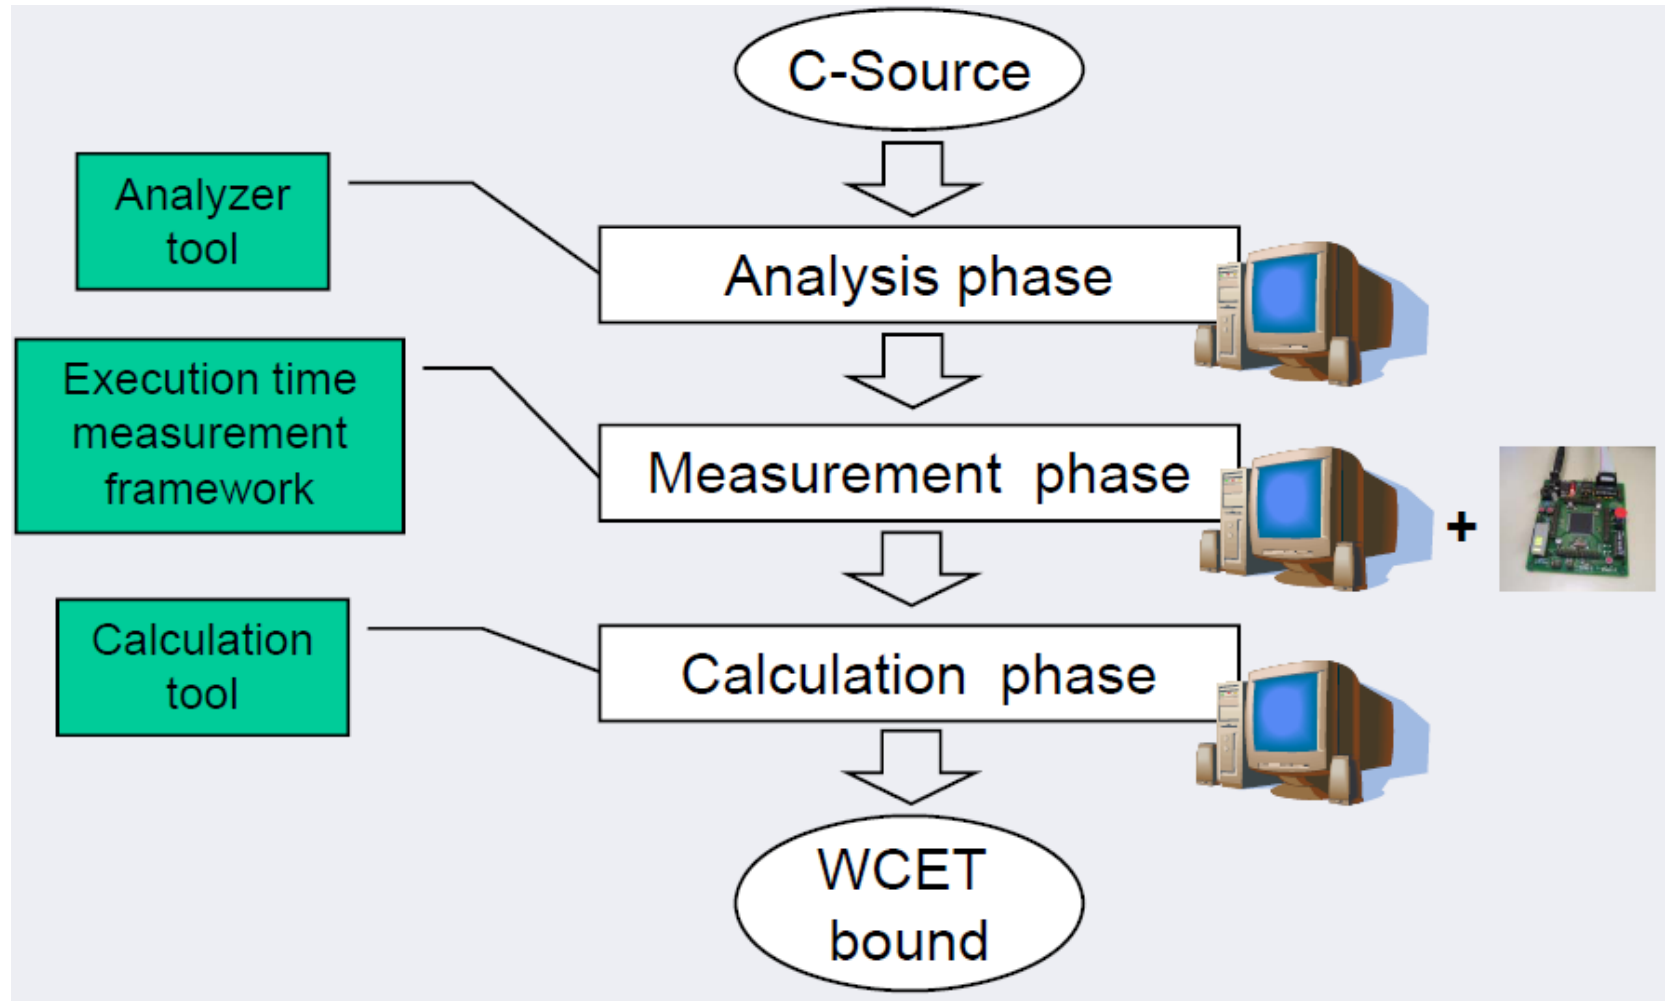 C-Source
Analyzer
tool
Analysis phase
Execution time
measurement
framework
Measurement phase
+
Calculation
tool
Calculation phase
WCET
bound